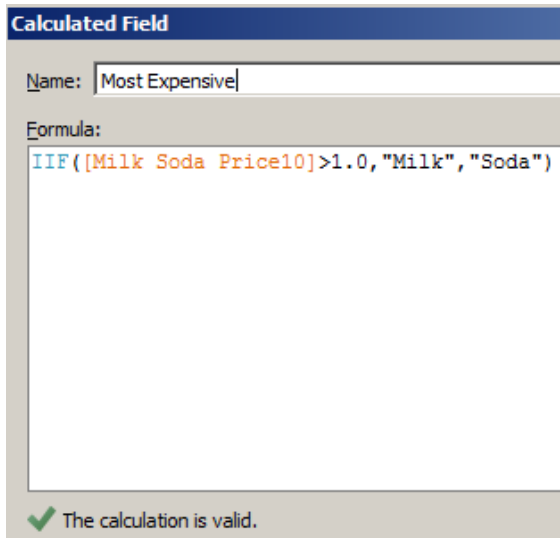 Calculated Field
Name: Most Expensive
Formula:
IIF([Milk Soda Price10]>1.0,"Milk","Soda")
The calculation is valid.